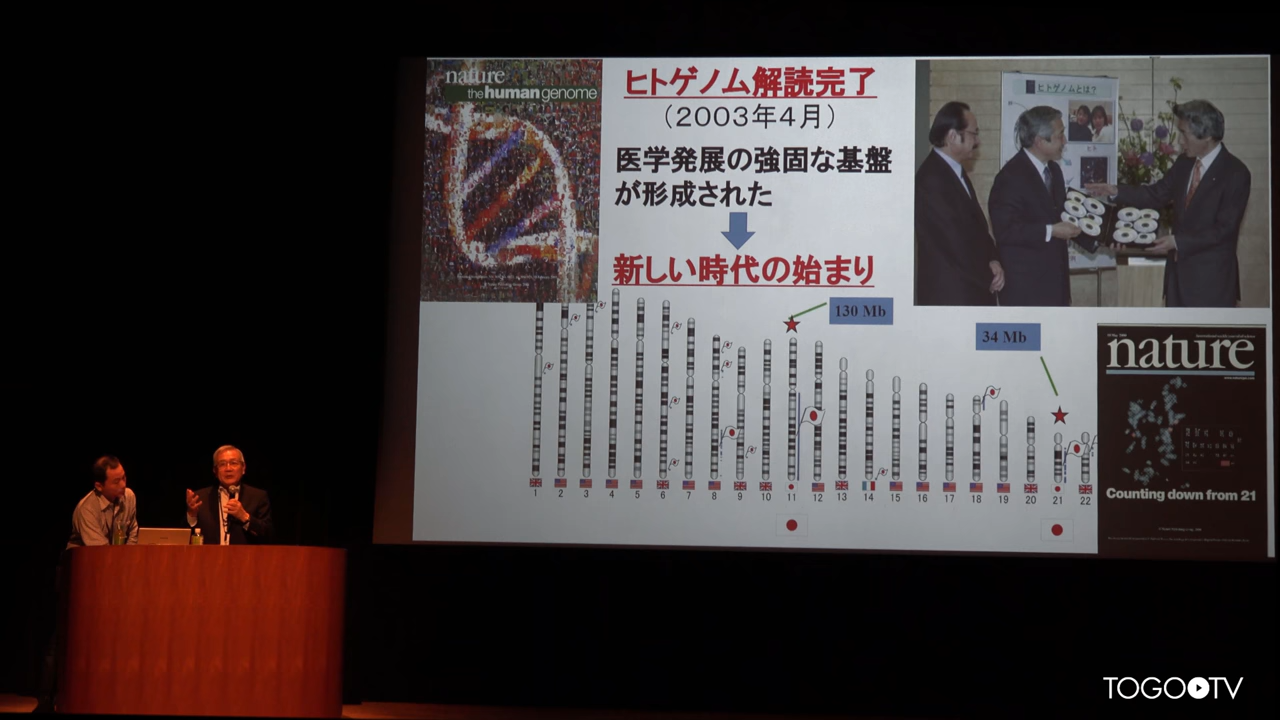 nature
the human genome
ヒトゲノム解読完了
(2003年4月)
医学発展の強固な基盤
が形成された
新しい時代の始まり
ヒトゲノムとは?
130 Mb
34 Mb
1 2 3 4 5 6 7 8 9 10 11 12 13 14 15 16 17 18 19 20 21 22
nature
Counting down from 21
TOGO TV